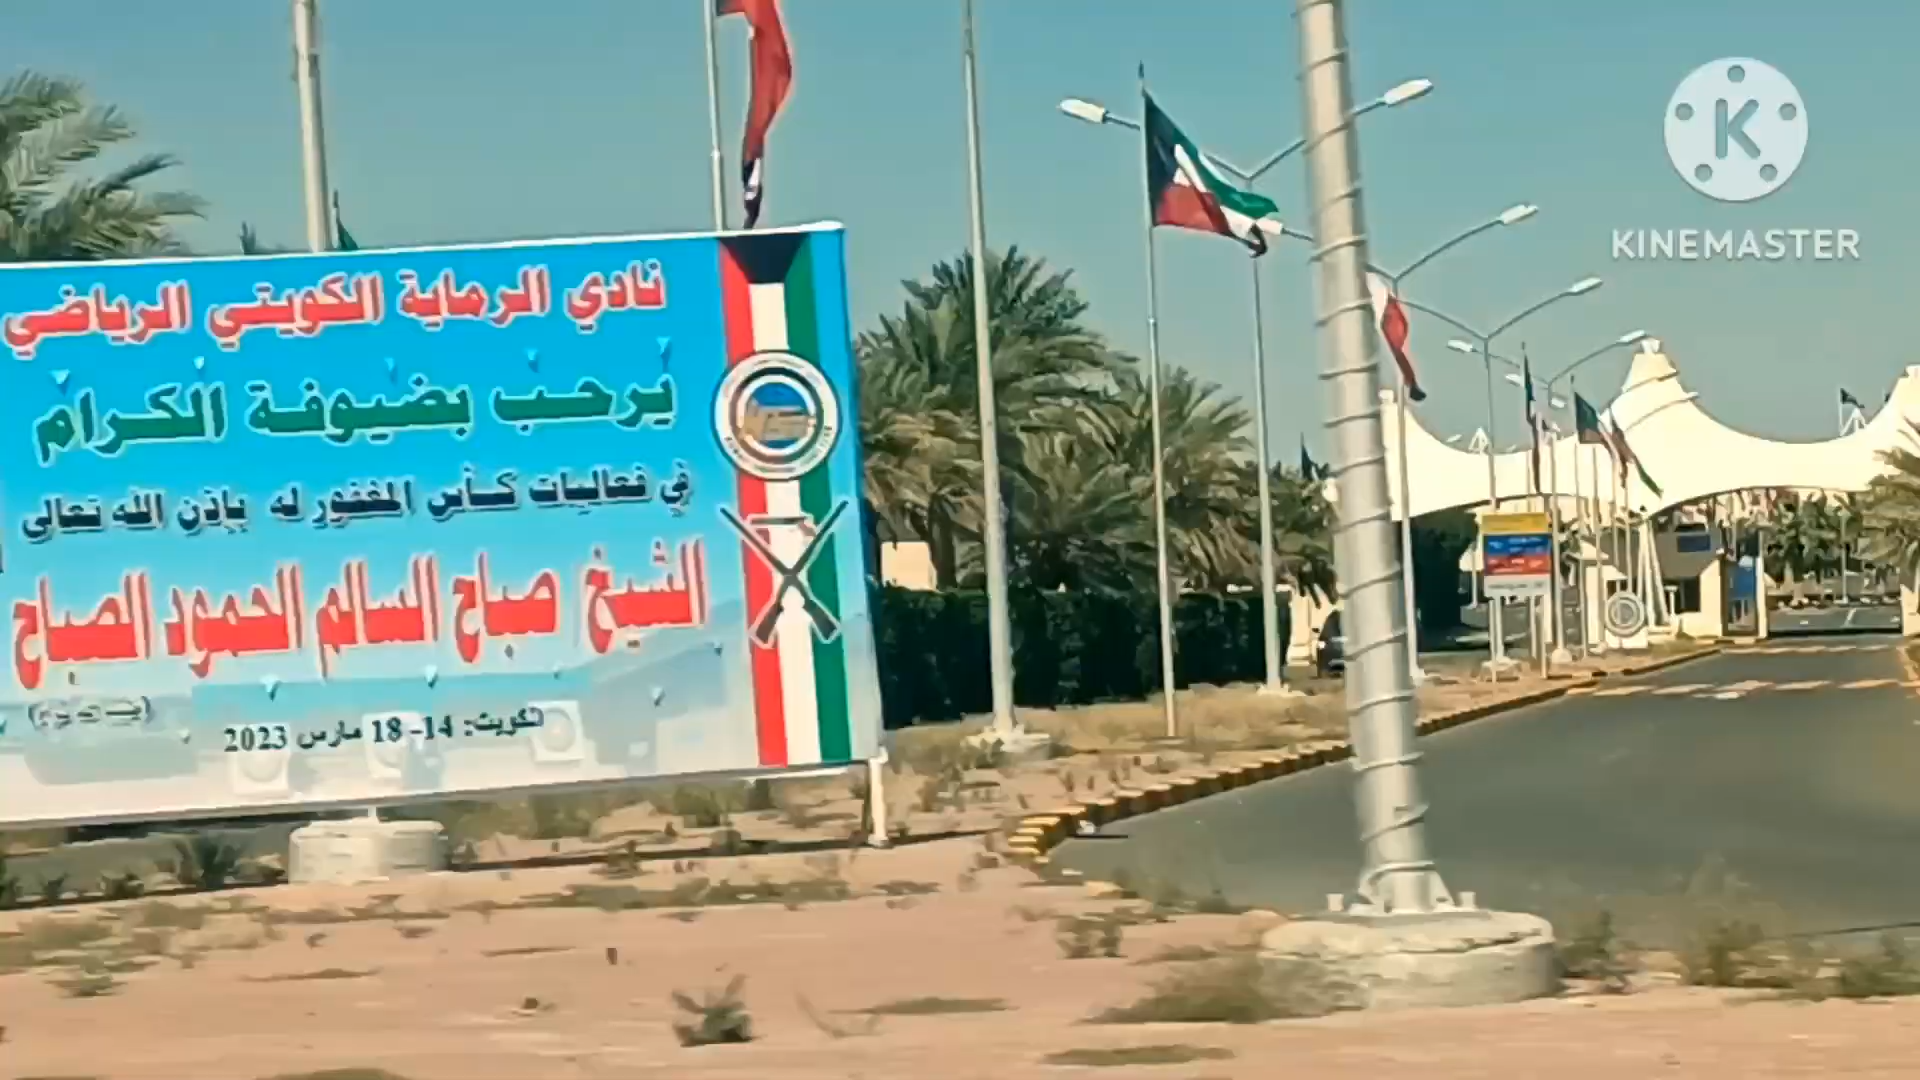 نادي الرماية الكويتي الرياضي
يرحب بضيوفة الكرام
في فعاليات كأس المغفور له بإذن الله تعالى
الشيخ صباح السالم الحمود الصباح
الكويت: 14- 18 مارس 2023
K
KINEMASTER